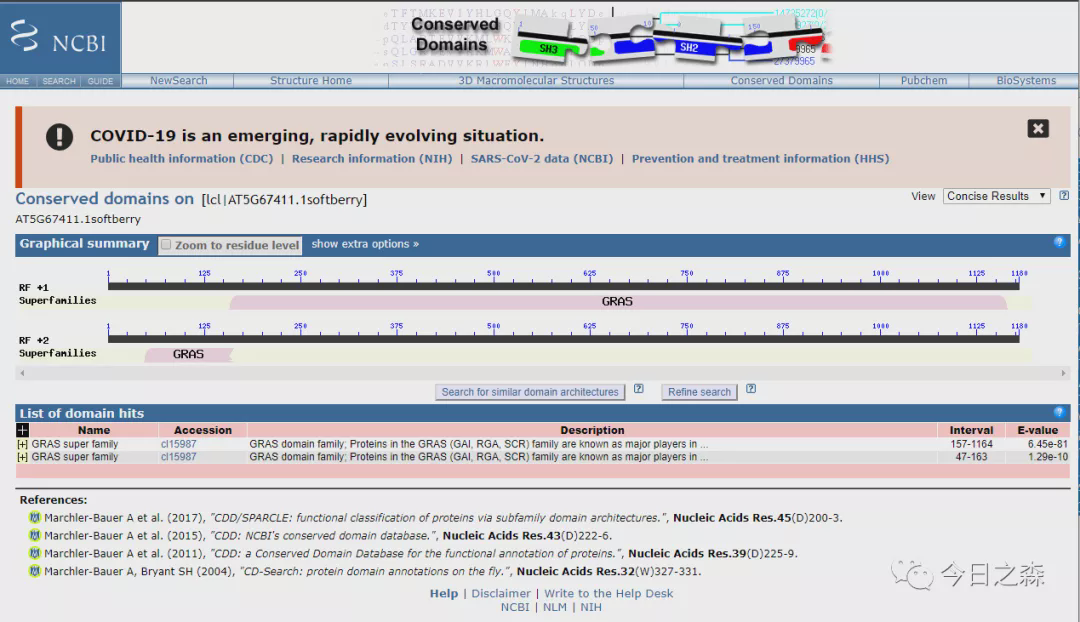 NCBI
Conserved
Domains
SH3
SH2
HOME SEARCH GUIDE NewSearch Structure Home 3D Macromolecular Structures Conserved Domains Pubchem BioSystems
COVID-19 is an emerging, rapidly evolving situation.
Public health information (CDC) | Research information (NIH) | SARS-CoV-2 data (NCBI) | Prevention and treatment information (HHS)
Conserved domains on [lcl|AT5G67411.1softberry]
View Concise Results
AT5G67411.1softberry
Graphical summary Zoom to residue level show extra options »
1 125 250 375 500 625 750 875 1000 1125 1180
RF +1
Superfamilies GRAS
1 125 250 375 500 625 750 875 1000 1125 1180
RF +2
Superfamilies GRAS
Search for similar domain architectures ? Refine search ?
List of domain hits ?
+ Name Accession Description Interval E-value
[+] GRAS super family cl15987 GRAS domain family; Proteins in the GRAS (GAI, RGA, SCR) family are known as major players in ... 157-1164 6.45e-81
[+] GRAS super family cl15987 GRAS domain family; Proteins in the GRAS (GAI, RGA, SCR) family are known as major players in ... 47-163 1.29e-10
References:
Marchler-Bauer A et al. (2017), "CDD/SPARCLE: functional classification of proteins via subfamily domain architectures.", Nucleic Acids Res.45(D)200-3.
Marchler-Bauer A et al. (2015), "CDD: NCBI's conserved domain database.", Nucleic Acids Res.43(D)222-6.
Marchler-Bauer A et al. (2011), "CDD: a Conserved Domain Database for the functional annotation of proteins.", Nucleic Acids Res.39(D)225-9.
Marchler-Bauer A, Bryant SH (2004), "CD-Search: protein domain annotations on the fly.", Nucleic Acids Res.32(W)327-331.
今日之森
Help | Disclaimer | Write to the Help Desk
NCBI | NLM | NIH